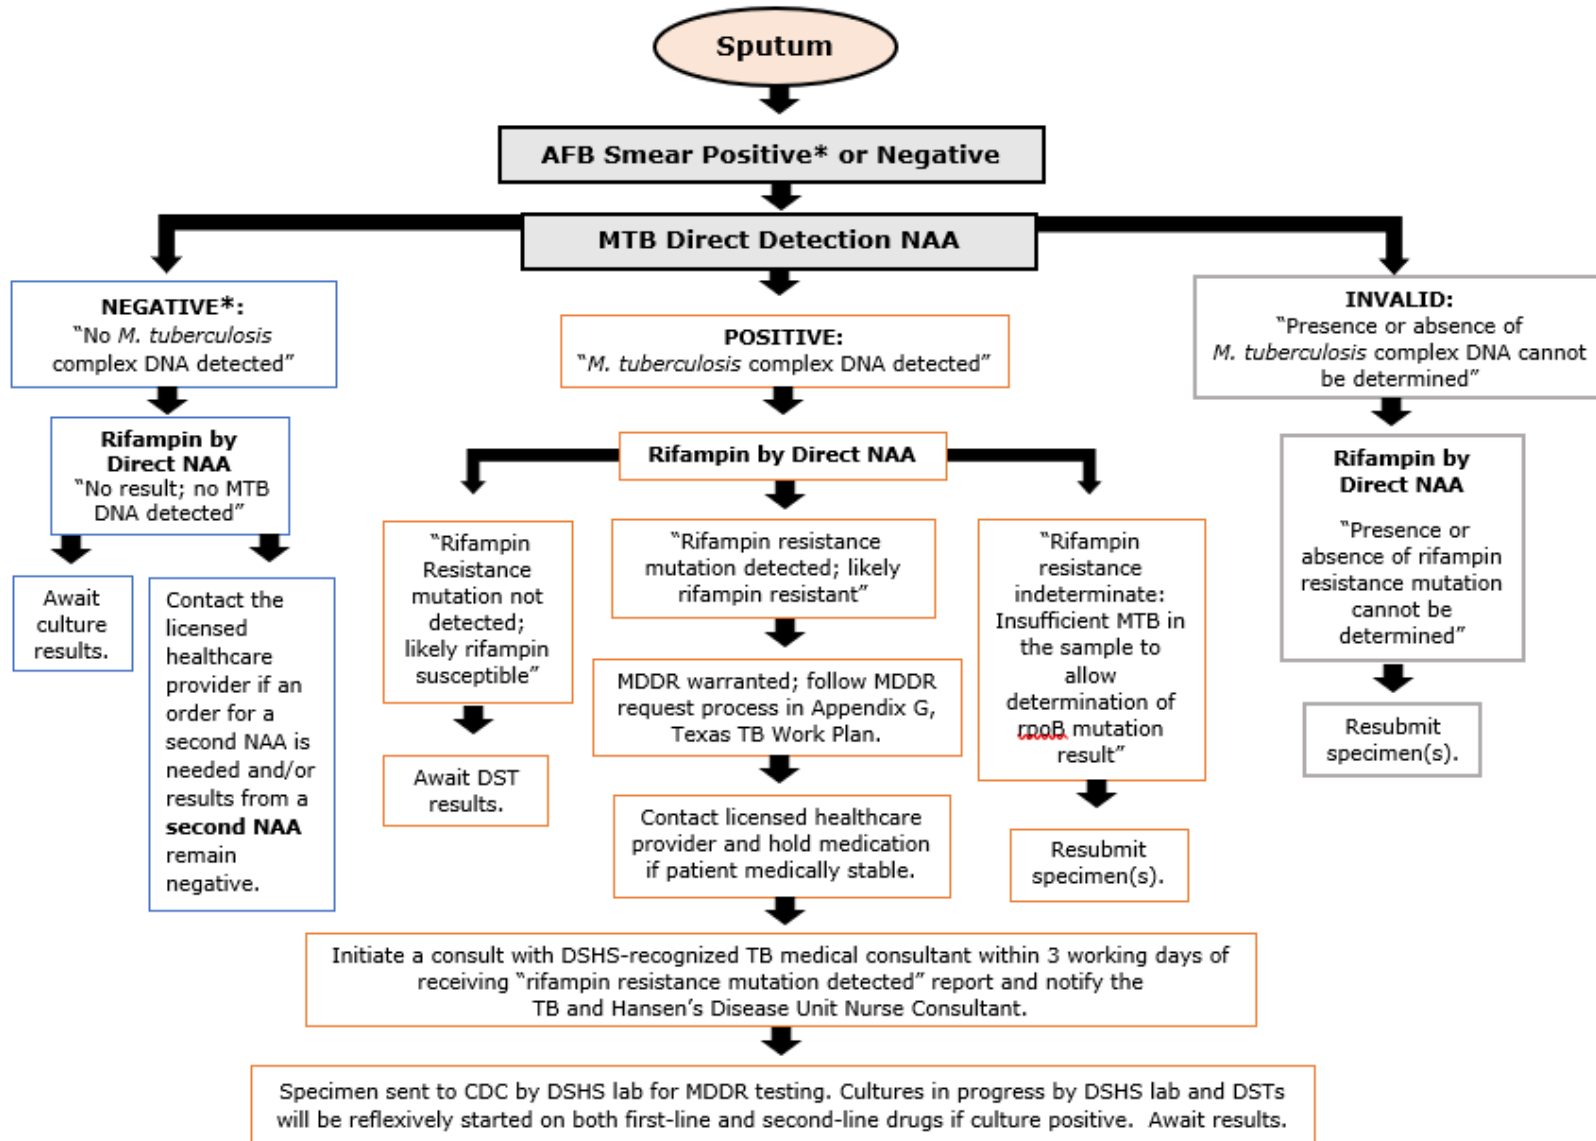 Sputum
AFB Smear Positive* or Negative
MTB Direct Detection NAA
NEGATIVE*:
"No M. tuberculosis
complex DNA detected"
Rifampin by
Direct NAA
"No result; no MTB
DNA detected"
Await
culture
results.
Contact the
licensed
healthcare
provider if an
order for a
second NAA is
needed and/or
results from a
second NAA
remain
negative.
POSITIVE:
"M. tuberculosis complex DNA detected"
Rifampin by Direct NAA
"Rifampin
Resistance
mutation not
detected;
likely rifampin
susceptible"
Await DST
results.
"Rifampin resistance
mutation detected; likely
rifampin resistant"
MDDR warranted; follow MDDR
request process in Appendix G,
Texas TB Work Plan.
Contact licensed healthcare
provider and hold medication
if patient medically stable.
"Rifampin
resistance
indeterminate:
Insufficient MTB in
the sample to
allow
determination of
rpoB mutation
result"
Resubmit
specimen(s).
Initiate a consult with DSHS-recognized TB medical consultant within 3 working days of
receiving "rifampin resistance mutation detected" report and notify the
TB and Hansen's Disease Unit Nurse Consultant.
Specimen sent to CDC by DSHS lab for MDDR testing. Cultures in progress by DSHS lab and DSTs
will be reflexively started on both first-line and second-line drugs if culture positive.  Await results.
INVALID:
"Presence or absence of
M. tuberculosis complex DNA cannot
be determined"
Rifampin by
Direct NAA
"Presence or
absence of rifampin
resistance mutation
cannot be
determined"
Resubmit
specimen(s).